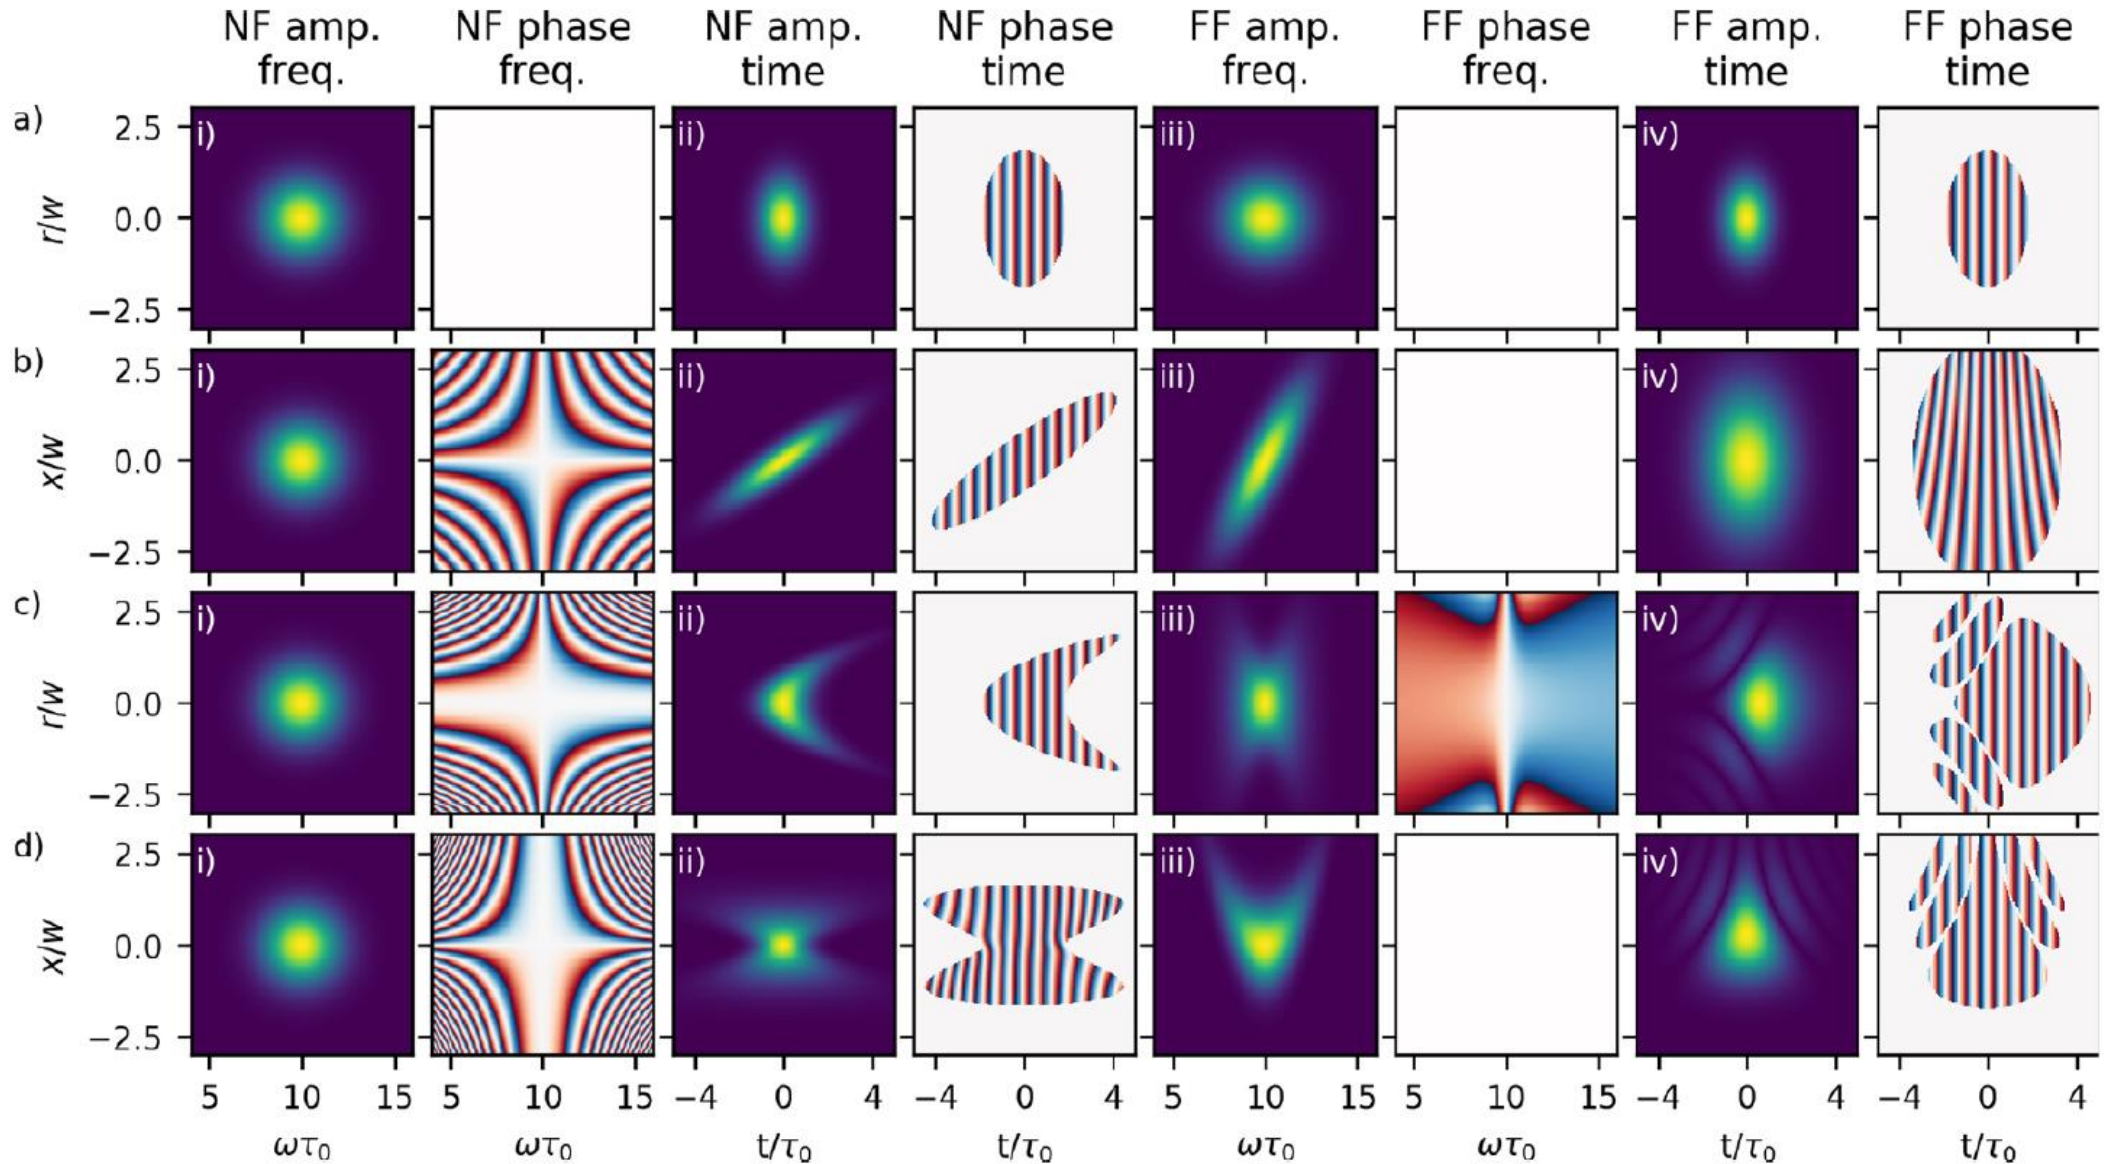 NF amp. NF phase NF amp. NF phase FF amp. FF phase FF amp. FF phase
freq. freq. time time freq. freq. time time
a) 2.5 i) ii) iii) iv)
r/w 0.0
−2.5
b) 2.5 i) ii) iii) iv)
x/w 0.0
−2.5
c) 2.5 i) ii) iii) iv)
r/w 0.0
−2.5
d) 2.5 i) ii) iii) iv)
x/w 0.0
−2.5
5 10 15 5 10 15 −4 0 4 −4 0 4 5 10 15 5 10 15 −4 0 4 −4 0 4
ωτ₀ ωτ₀ t/τ₀ t/τ₀ ωτ₀ ωτ₀ t/τ₀ t/τ₀